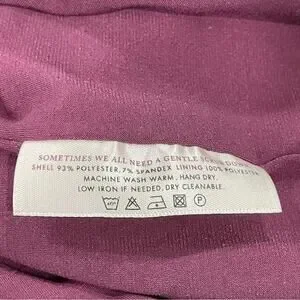 SOMETIMES WE ALL NEED A GENTLE SCRUB DOWN
SHELL 93% POLYESTER, 7% SPANDEX LINING 100% POLYESTER
MACHINE WASH WARM, HANG DRY.
LOW IRON IF NEEDED, DRY CLEANABLE.
P